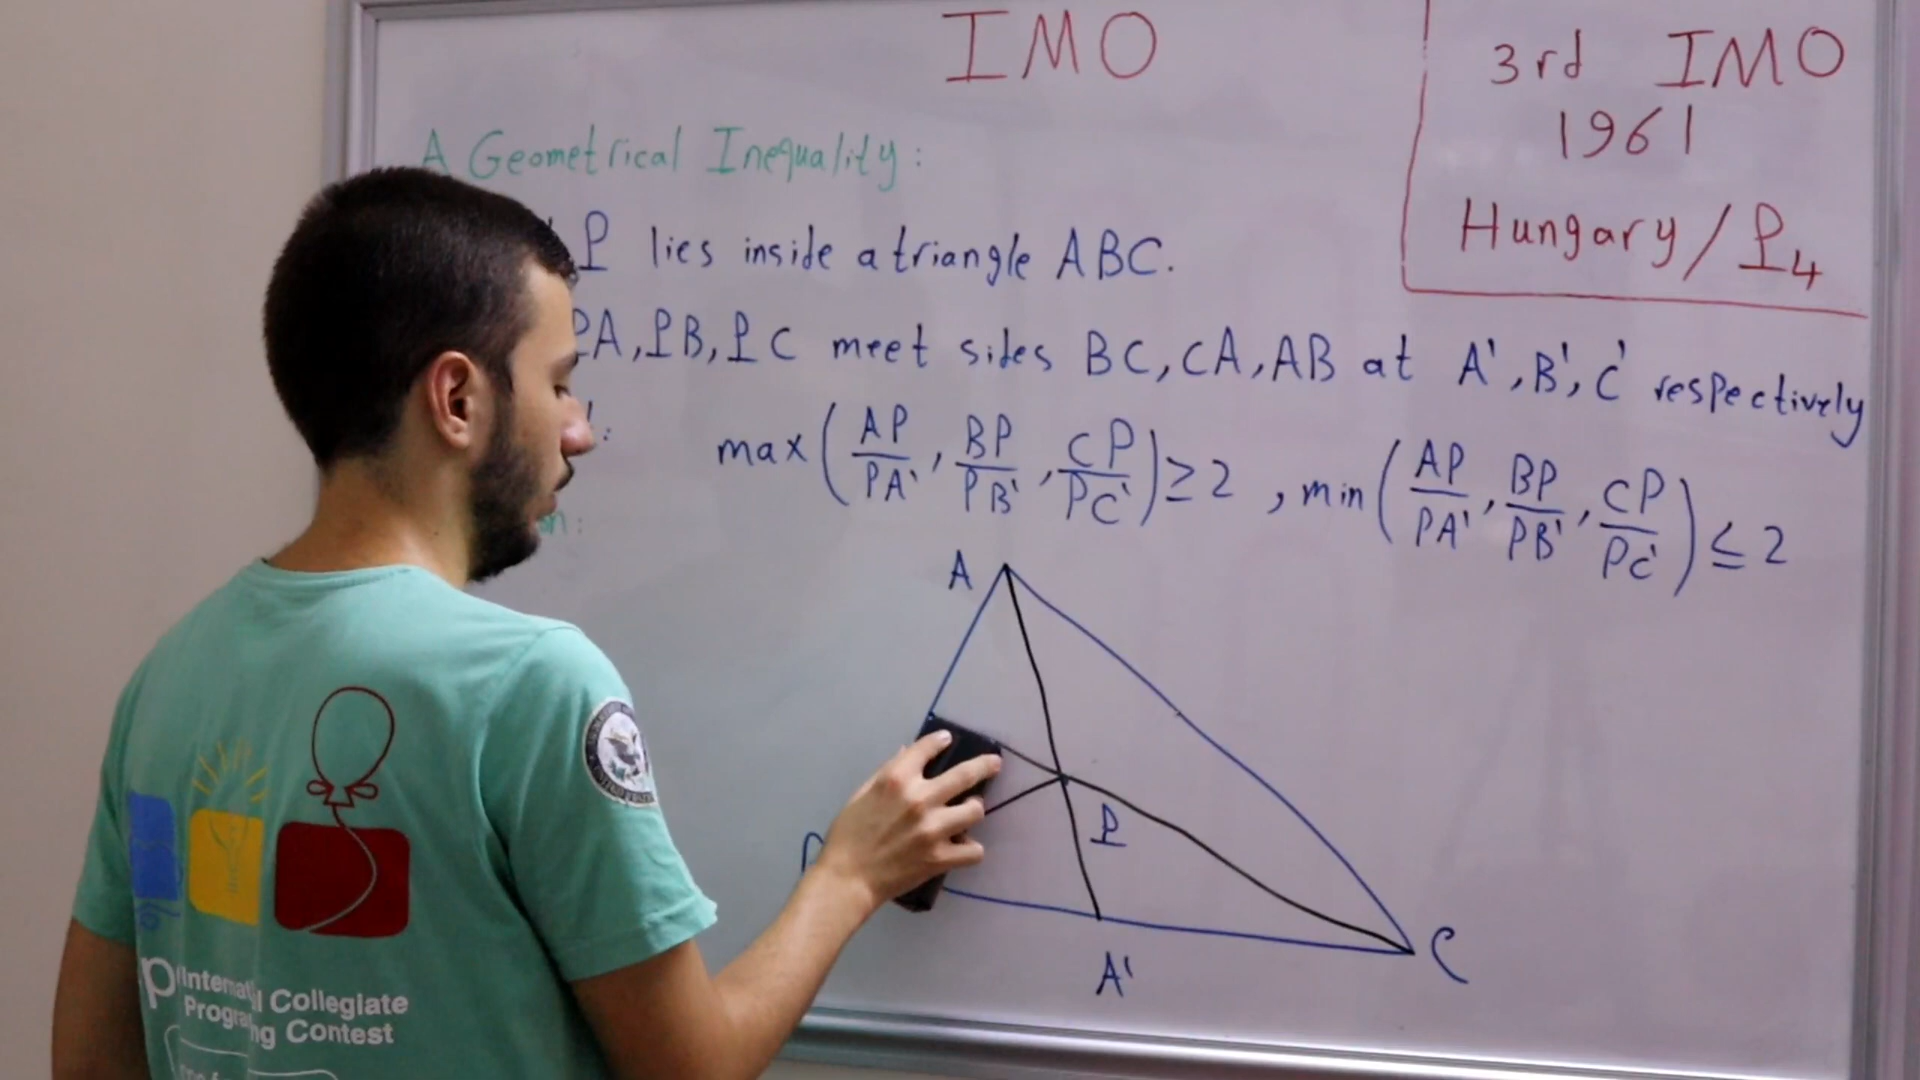 IMO
3rd IMO
1961
Hungary / P4
A Geometrical Inequality:
P lies inside a triangle ABC.
PA, PB, PC meet sides BC, CA, AB at A', B', C' respectively
max(AP/PA', BP/PB', CP/PC') ≥ 2 , min(AP/PA', BP/PB', CP/PC') ≤ 2
A
P
C
A'
International Collegiate
Programming Contest